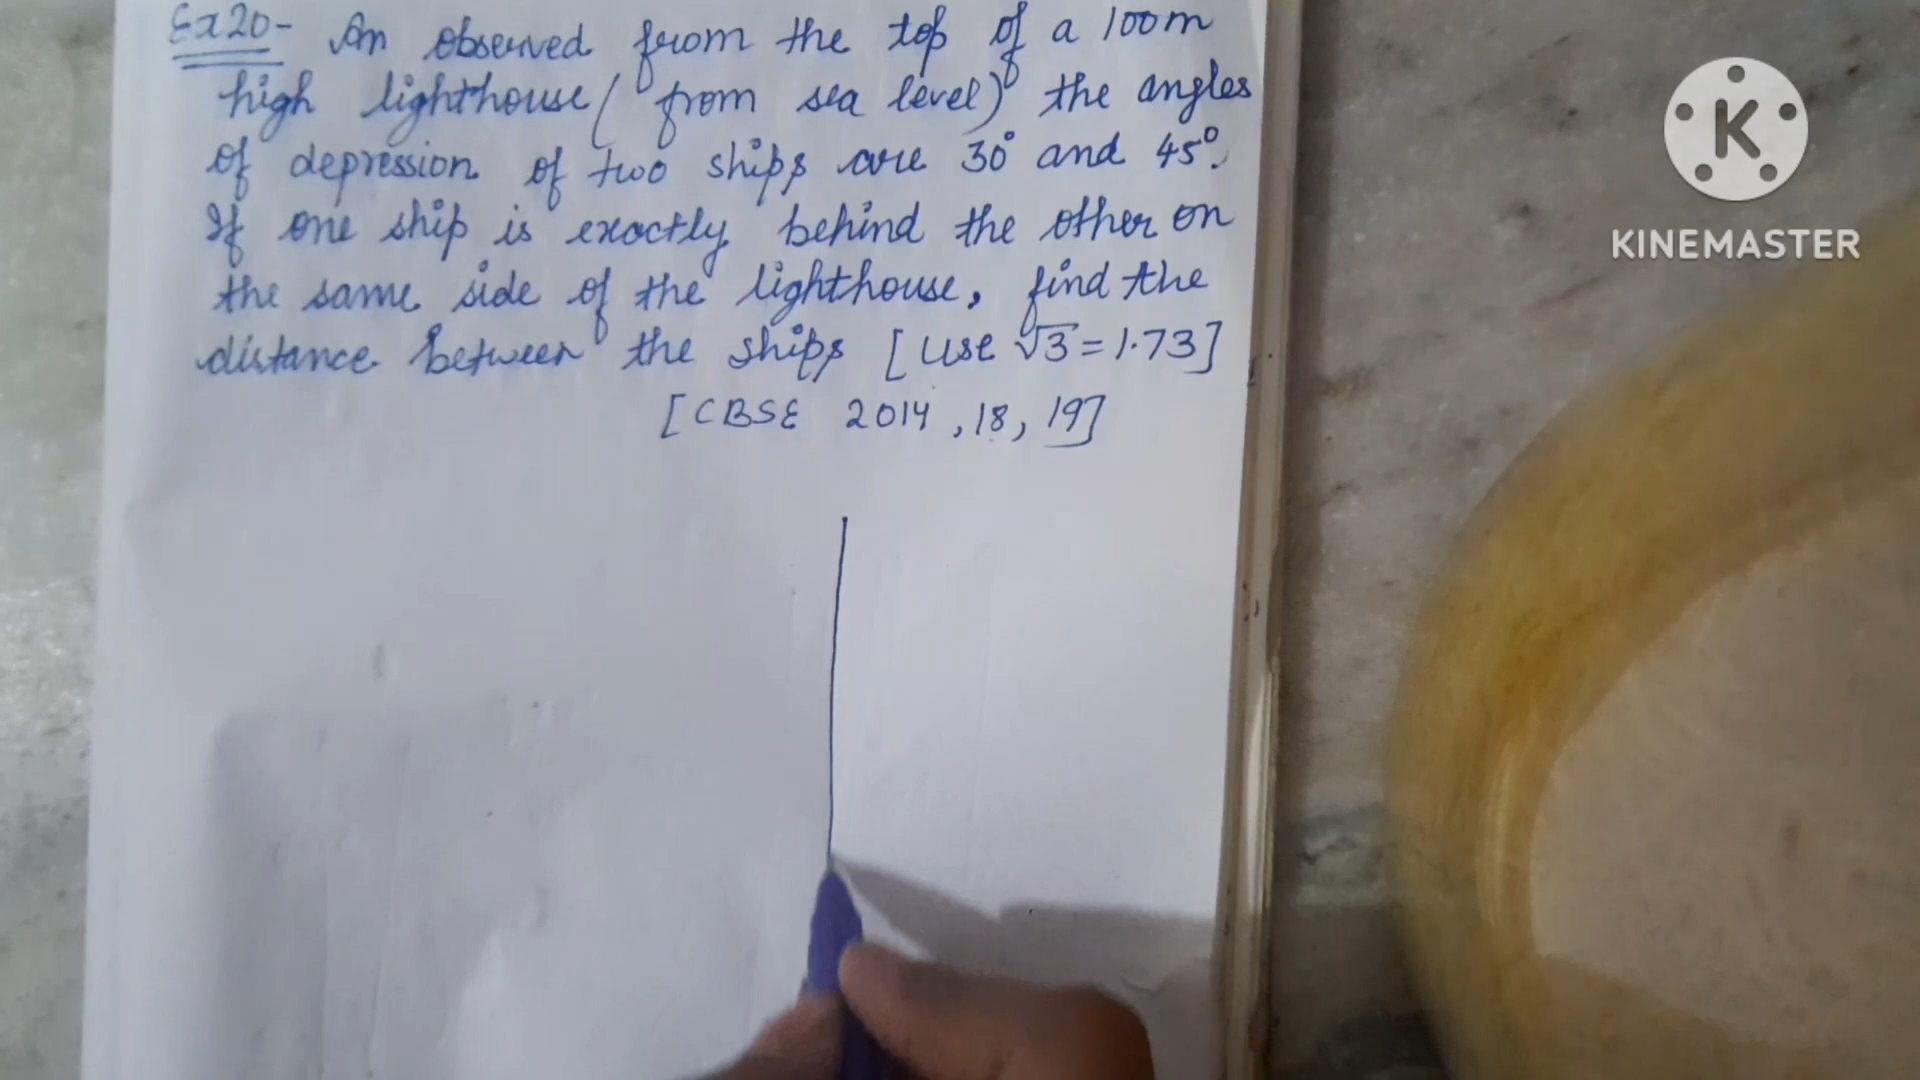 Ex20- An observed from the top of a 100m
high lighthouse (from sea level) the angles
of depression of two ships are 30° and 45°.
If one ship is exactly behind the other on
the same side of the lighthouse, find the
distance between the ships [use √3=1.73]
[CBSE 2014,18,19]
K
KINEMASTER